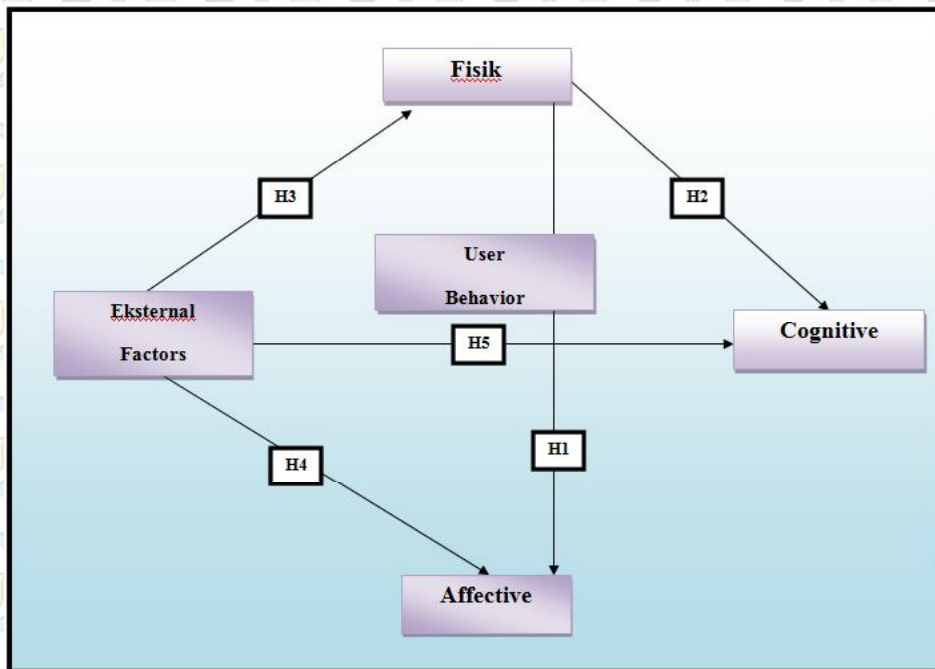 Fisik
H3
H2
User
Behavior
Eksternal
Factors
Cognitive
H5
H1
H4
Affective